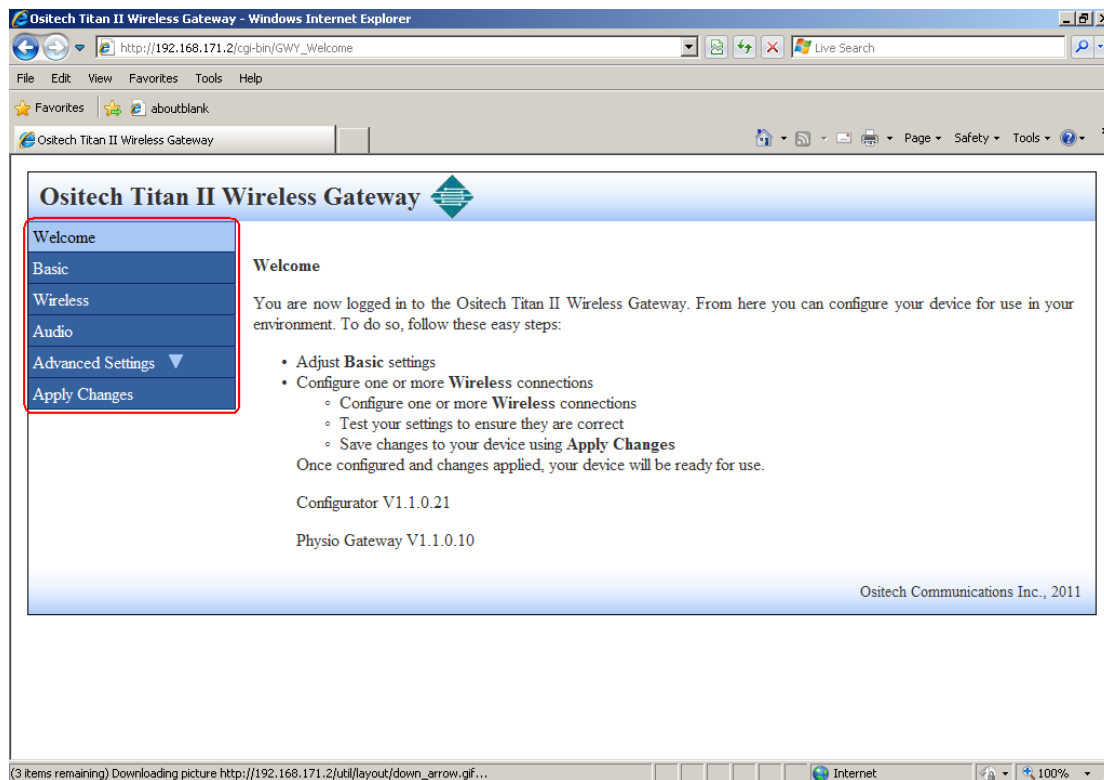 Ositech Titan II Wireless Gateway - Windows Internet Explorer
http://192.168.171.2/cgi-bin/GWY_Welcome
Live Search
File Edit View Favorites Tools Help
Favorites aboutblank
Ositech Titan II Wireless Gateway
Page Safety Tools
Ositech Titan II Wireless Gateway
Welcome
Basic
Wireless
Audio
Advanced Settings
Apply Changes
Welcome
You are now logged in to the Ositech Titan II Wireless Gateway. From here you can configure your device for use in your
environment. To do so, follow these easy steps:
• Adjust Basic settings
• Configure one or more Wireless connections
◦ Configure one or more Wireless connections
◦ Test your settings to ensure they are correct
◦ Save changes to your device using Apply Changes
Once configured and changes applied, your device will be ready for use.
Configurator V1.1.0.21
Physio Gateway V1.1.0.10
Ositech Communications Inc., 2011
(3 items remaining) Downloading picture http://192.168.171.2/util/layout/down_arrow.gif...
Internet
100%